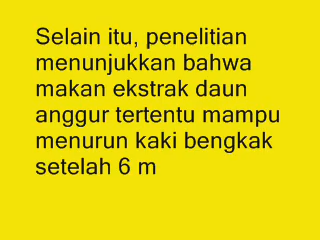 Selain itu, penelitian
menunjukkan bahwa
makan ekstrak daun
anggur tertentu mampu
menurun kaki bengkak
setelah 6 m